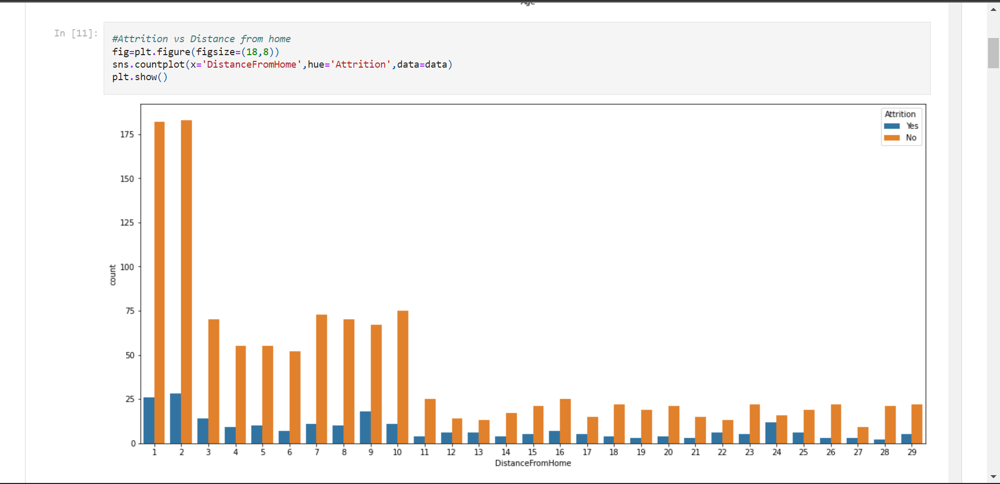 Age
In [11]:
#Attrition vs Distance from home
fig=plt.figure(figsize=(18,8))
sns.countplot(x='DistanceFromHome',hue='Attrition',data=data)
plt.show()
Attrition
Yes
No
175
150
125
100
75
50
25
0
count
1 2 3 4 5 6 7 8 9 10 11 12 13 14 15 16 17 18 19 20 21 22 23 24 25 26 27 28 29
DistanceFromHome